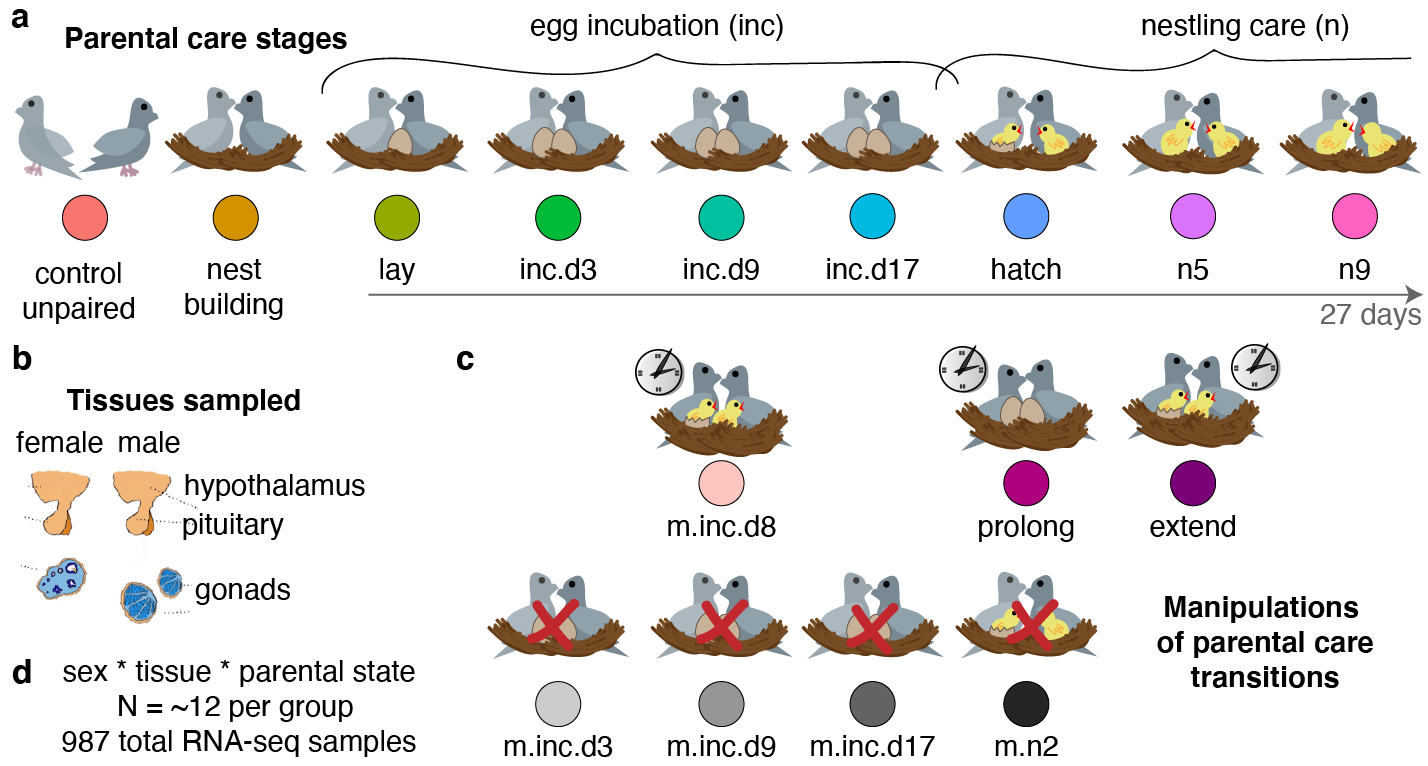 a
Parental care stages
egg incubation (inc)
nestling care (n)
control
unpaired
nest
building
lay
inc.d3
inc.d9
inc.d17
hatch
n5
n9
27 days
b
Tissues sampled
female male
hypothalamus
pituitary
gonads
c
m.inc.d8
prolong
extend
m.inc.d3
m.inc.d9
m.inc.d17
m.n2
Manipulations
of parental care
transitions
d
sex * tissue * parental state
N = ~12 per group
987 total RNA-seq samples